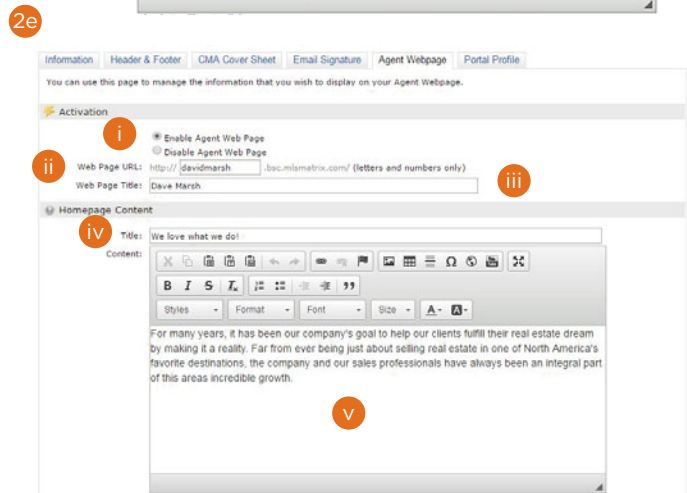 2e
Information Header & Footer CMA Cover Sheet Email Signature Agent Webpage Portal Profile
You can use this page to manage the information that you wish to display on your Agent Webpage.
Activation
i
Enable Agent Web Page
Disable Agent Web Page
ii Web Page URL: http:// davidmarsh .bsc.mlsmatrix.com/ (letters and numbers only)
iii
Web Page Title: Dave Marsh
Homepage Content
iv Title: We love what we do!
Content:
B I S Ix
Styles Format Font Size A A
For many years, it has been our company's goal to help our clients fulfill their real estate dream
by making it a reality. Far from ever being just about selling real estate in one of North America's
favorite destinations, the company and our sales professionals have always been an integral part
of this areas incredible growth.
v